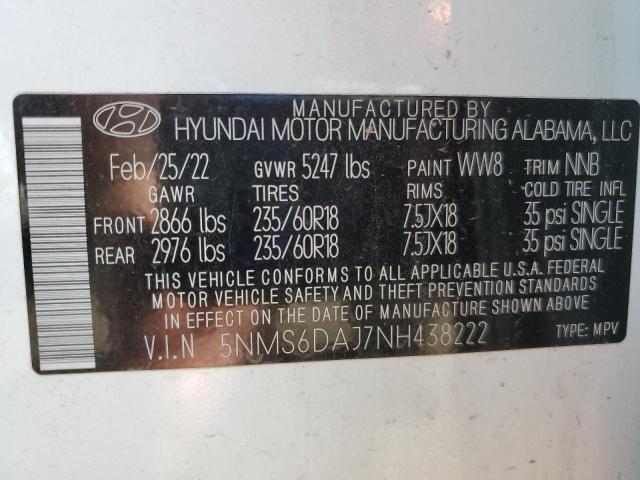 MANUFACTURED BY
HYUNDAI MOTOR MANUFACTURING ALABAMA, LLC
Feb/25/22 GVWR 5247 lbs PAINT WW8 TRIM NNB
GAWR TIRES RIMS COLD TIRE INFL
FRONT 2866 lbs 235/60R18 7.5JX18 35 psi SINGLE
REAR 2976 lbs 235/60R18 7.5JX18 35 psi SINGLE
THIS VEHICLE CONFORMS TO ALL APPLICABLE U.S.A. FEDERAL
MOTOR VEHICLE SAFETY AND THEFT PREVENTION STANDARDS
IN EFFECT ON THE DATE OF MANUFACTURE SHOWN ABOVE
V.I.N 5NMS6DAJ7NH438222 TYPE: MPV